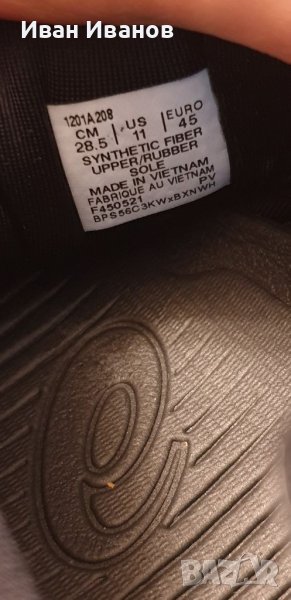 Иван Иванов
1201A208
CM | US | EURO
28.5 | 11 | 45
SYNTHETIC FIBER
UPPER/RUBBER
SOLE
MADE IN VIETNAM
FABRIQUE AU VIETNAM
F450521 PV
BPS56C3KWxBXNWH
BAZAR